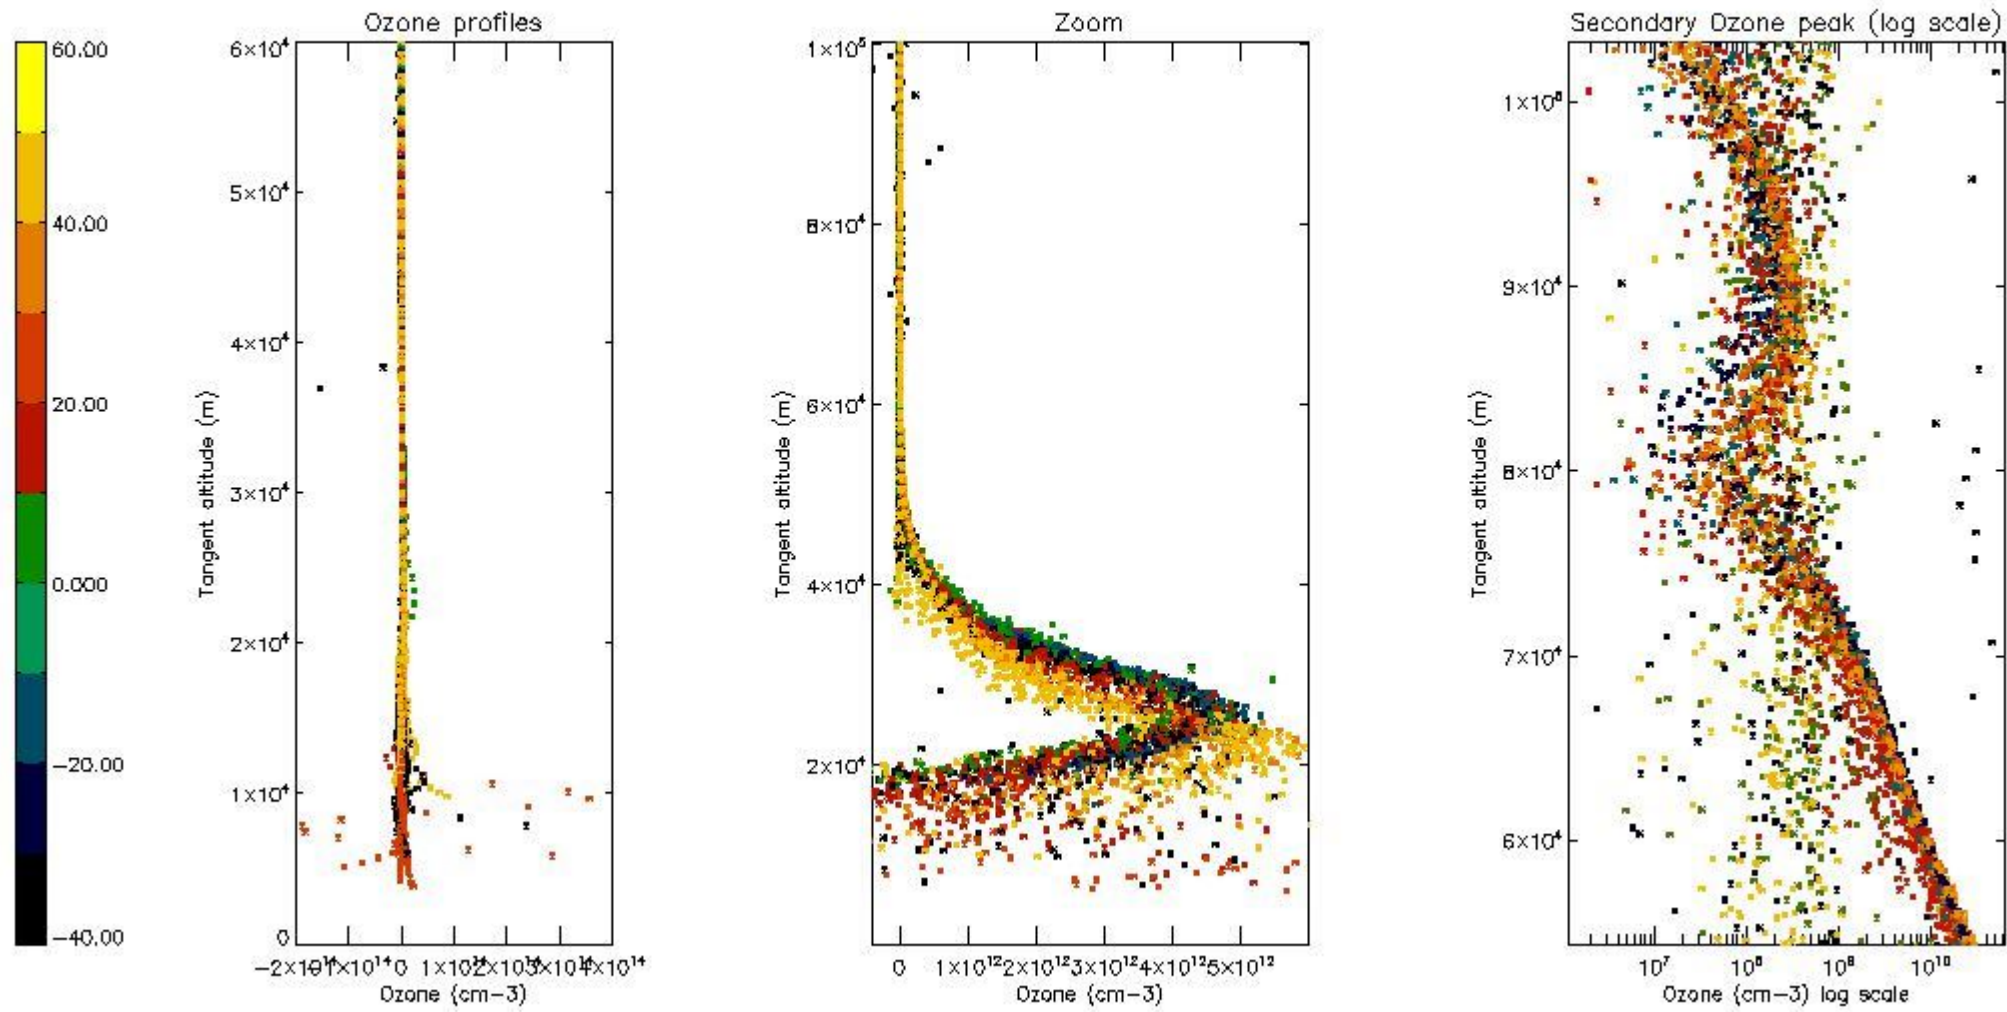 Ozone profiles
Zoom
Secondary Ozone peak (log scale)
60.00
40.00
20.00
0.000
−20.00
−40.00
6×10⁴
5×10⁴
4×10⁴
3×10⁴
2×10⁴
1×10⁴
0
Tangent altitude (m)
0
4×10¹⁴
Ozone (cm−3)
1×10⁵
8×10⁴
6×10⁴
4×10⁴
2×10⁴
Tangent altitude (m)
0 1×10¹² 2×10¹² 3×10¹² 4×10¹² 5×10¹²
Ozone (cm−3)
1×10⁵
9×10⁴
8×10⁴
7×10⁴
6×10⁴
Tangent altitude (m)
10⁷ 10⁸ 10⁹ 10¹⁰
Ozone (cm−3) log scale